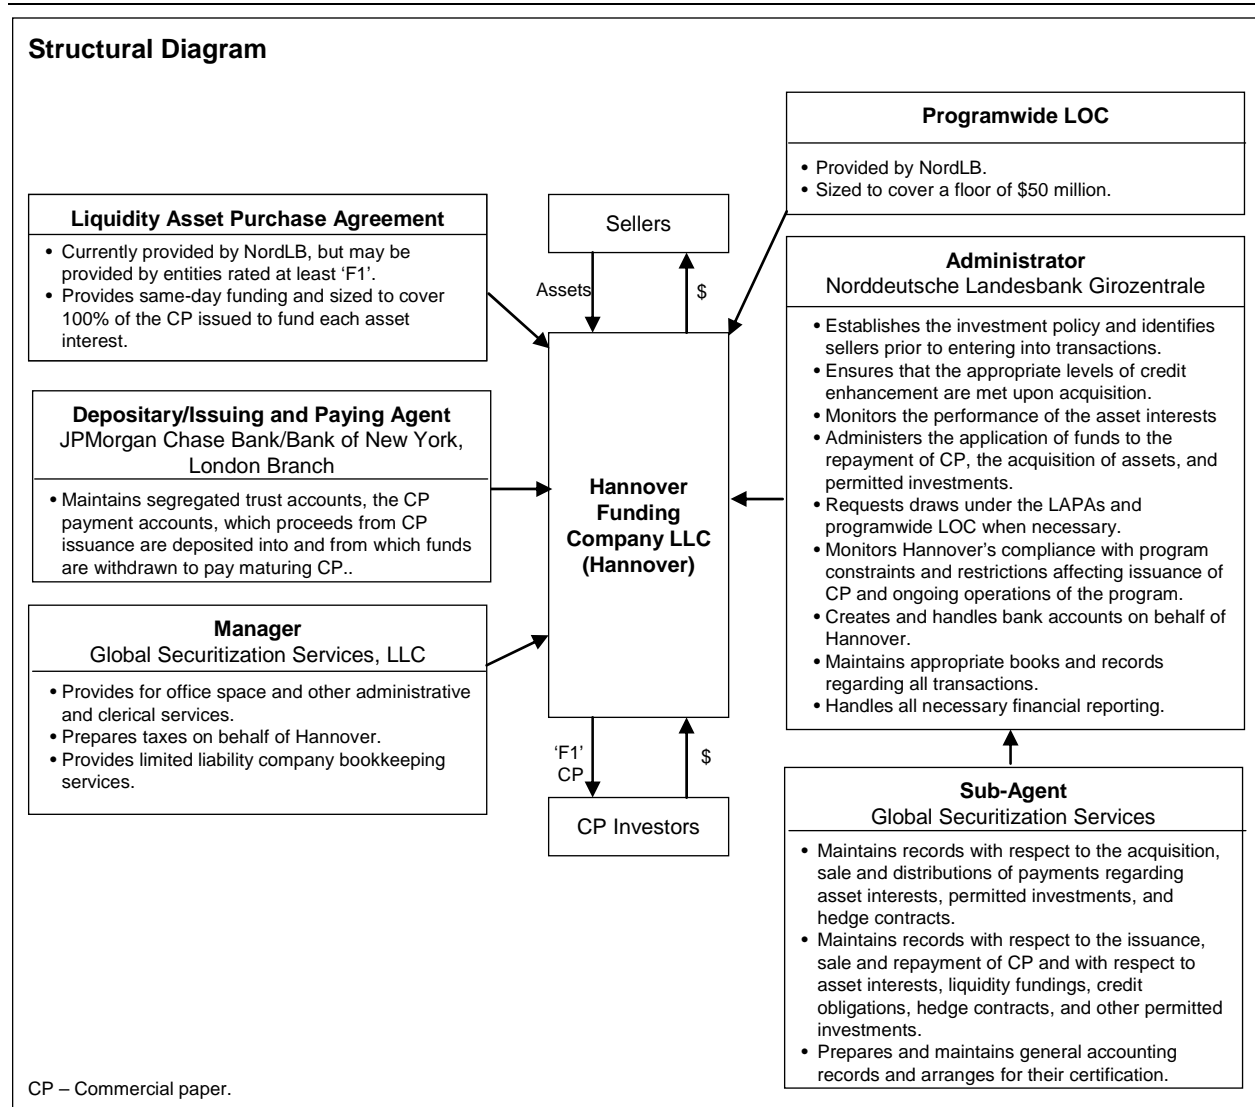 Structural Diagram
Programwide LOC
• Provided by NordLB.
• Sized to cover a floor of $50 million.
Liquidity Asset Purchase Agreement
• Currently provided by NordLB, but may be
provided by entities rated at least ‘F1’.
• Provides same-day funding and sized to cover
100% of the CP issued to fund each asset
interest.
Sellers
Assets
$
Administrator
Norddeutsche Landesbank Girozentrale
• Establishes the investment policy and identifies
sellers prior to entering into transactions.
• Ensures that the appropriate levels of credit
enhancement are met upon acquisition.
• Monitors the performance of the asset interests
• Administers the application of funds to the
repayment of CP, the acquisition of assets, and
permitted investments.
• Requests draws under the LAPAs and
programwide LOC when necessary.
• Monitors Hannover’s compliance with program
constraints and restrictions affecting issuance of
CP and ongoing operations of the program.
• Creates and handles bank accounts on behalf of
Hannover.
• Maintains appropriate books and records
regarding all transactions.
• Handles all necessary financial reporting.
Depositary/Issuing and Paying Agent
JPMorgan Chase Bank/Bank of New York,
London Branch
• Maintains segregated trust accounts, the CP
payment accounts, which proceeds from CP
issuance are deposited into and from which funds
are withdrawn to pay maturing CP..
Hannover
Funding
Company LLC
(Hannover)
Manager
Global Securitization Services, LLC
• Provides for office space and other administrative
and clerical services.
• Prepares taxes on behalf of Hannover.
• Provides limited liability company bookkeeping
services.
‘F1’
CP
$
CP Investors
Sub-Agent
Global Securitization Services
• Maintains records with respect to the acquisition,
sale and distributions of payments regarding
asset interests, permitted investments, and
hedge contracts.
• Maintains records with respect to the issuance,
sale and repayment of CP and with respect to
asset interests, liquidity fundings, credit
obligations, hedge contracts, and other permitted
investments.
• Prepares and maintains general accounting
records and arranges for their certification.
CP – Commercial paper.